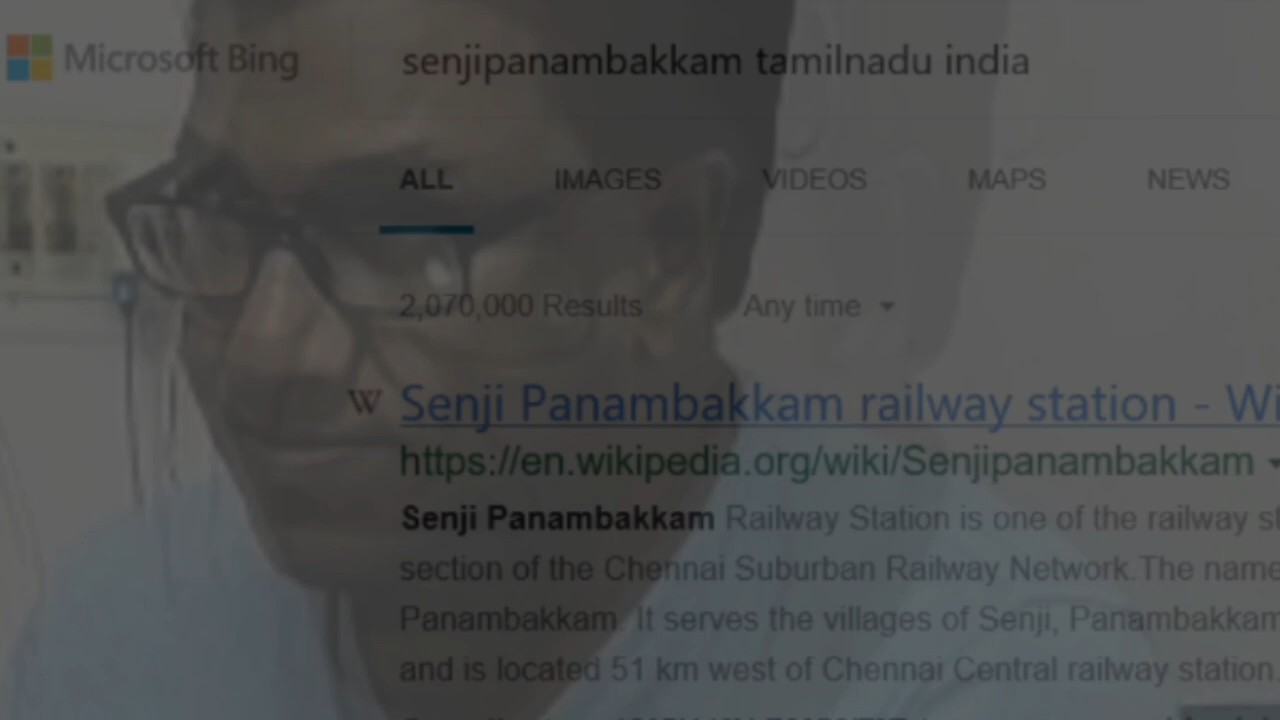 Microsoft Bing
senjipanambakkam tamilnadu india
ALL IMAGES VIDEOS MAPS NEWS
2,070,000 Results Any time
W Senji Panambakkam railway station - Wi
https://en.wikipedia.org/wiki/Senjipanambakkam
Senji Panambakkam Railway Station is one of the railway s
section of the Chennai Suburban Railway Network.The name
Panambakkam. It serves the villages of Senji, Panambakkam
and is located 51 km west of Chennai Central railway station.